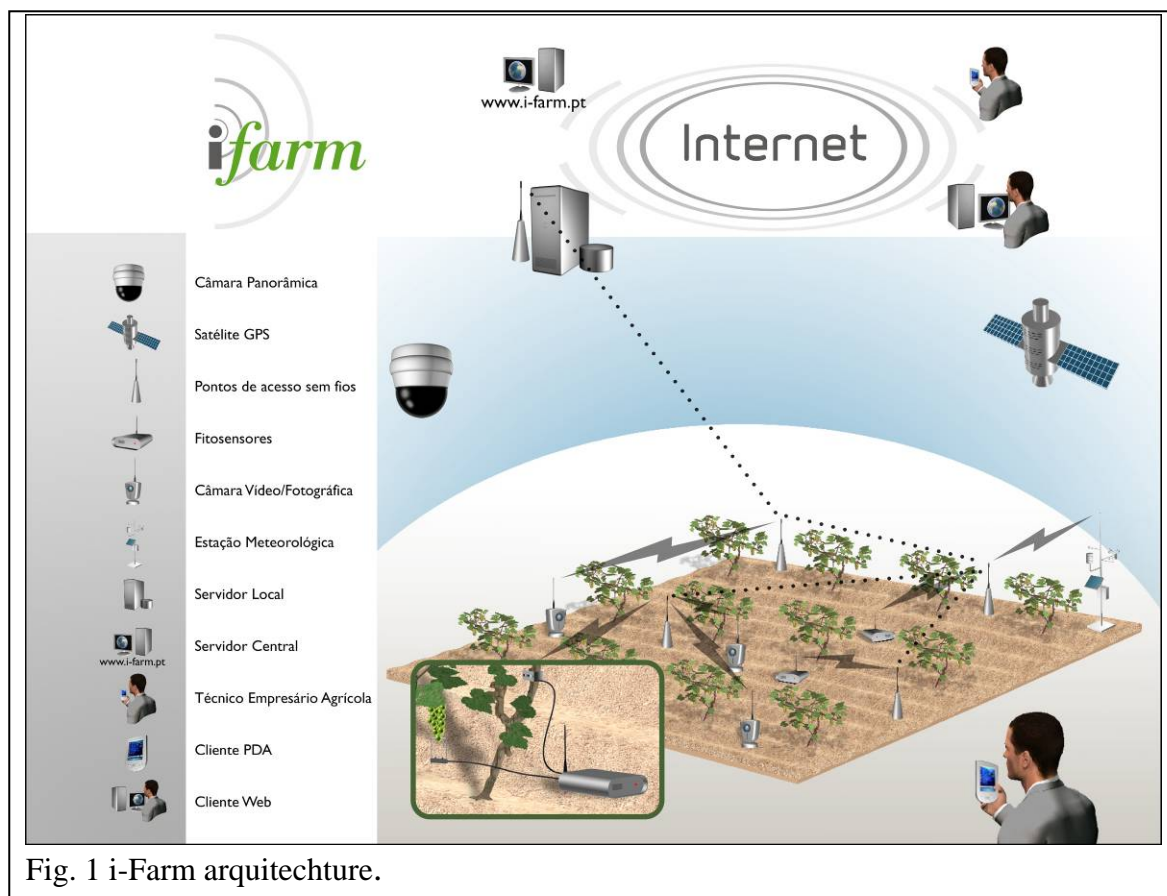 ifarm
www.i-farm.pt
Internet
Câmara Panorâmica
Satélite GPS
Pontos de acesso sem fios
Fitosensores
Câmara Vídeo/Fotográfica
Estação Meteorológica
Servidor Local
Servidor Central
www.i-farm.pt
Técnico Empresário Agrícola
Cliente PDA
Cliente Web
Fig. 1 i-Farm arquitechture.